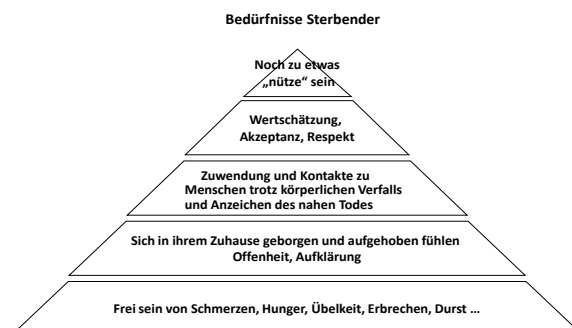 Bedürfnisse Sterbender
Noch zu etwas
„nütze“ sein
Wertschätzung,
Akzeptanz, Respekt
Zuwendung und Kontakte zu
Menschen trotz körperlichen Verfalls
und Anzeichen des nahen Todes
Sich in ihrem Zuhause geborgen und aufgehoben fühlen
Offenheit, Aufklärung
Frei sein von Schmerzen, Hunger, Übelkeit, Erbrechen, Durst ...